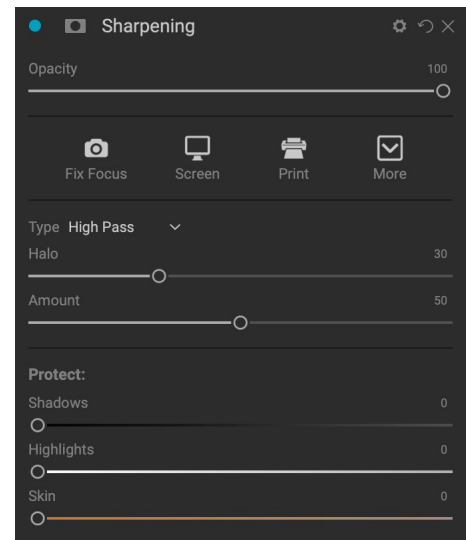 Sharpening
Opacity 100
Fix Focus Screen Print More
Type High Pass
Halo 30
Amount 50
Protect:
Shadows 0
Highlights 0
Skin 0